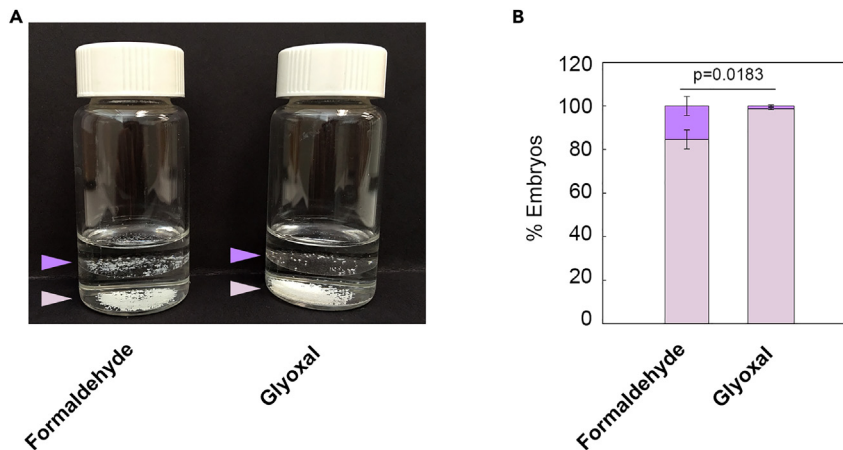 A
Formaldehyde
Glyoxal
B
p=0.0183
120
100
80
60
40
20
0
% Embryos
Formaldehyde
Glyoxal